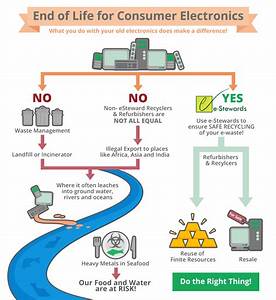 End of Life for Consumer Electronics
What you do with your old electronics does make a difference!
NO
Waste Management
Landfill or Incinerator
NO
Non- eSteward Recyclers
& Refurbishers are
NOT ALL EQUAL
Illegal Export to places
like Africa, Asia and India
YES
e-Stewards
Use e-Stewards to
ensure SAFE RECYCLING
of your e-waste!
Refurbishers
& Recyclers
Where it often leaches
into ground- water, rivers
and oceans
Heavy Metals in Seafood
Our Food and Water
are at RISK!
Reuse of
Finite Resources
FOR SALE
Resale
Do the Right Thing!